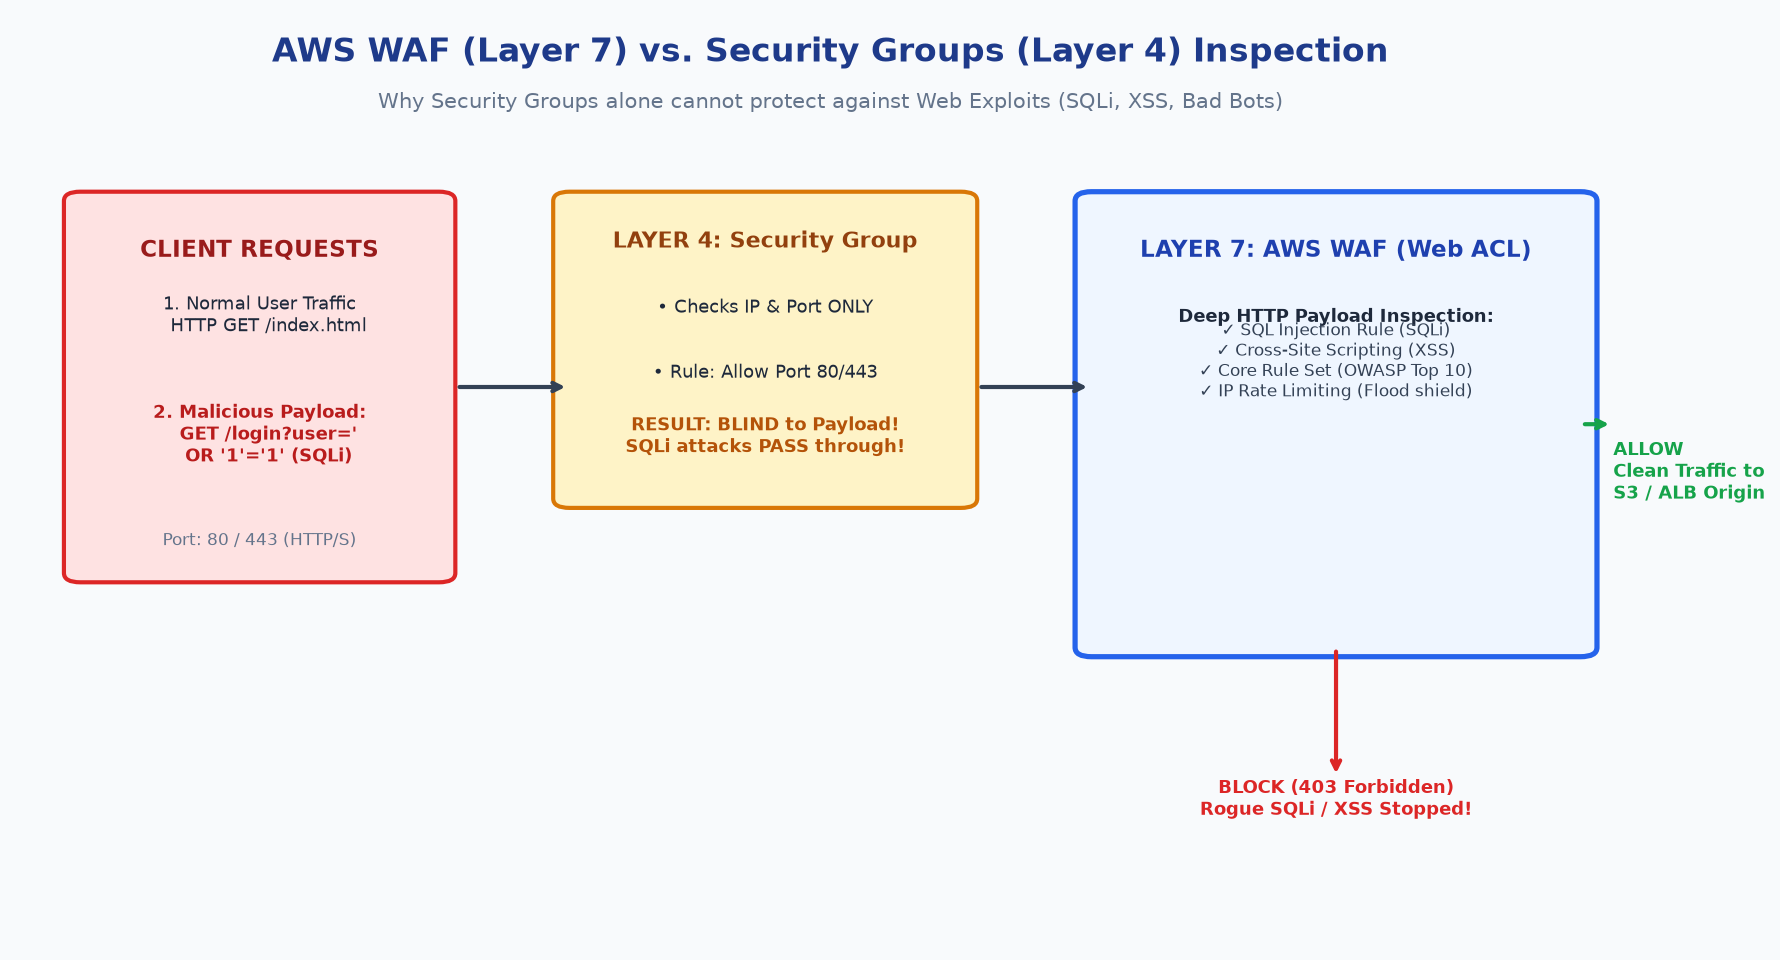 AWS WAF (Layer 7) vs. Security Groups (Layer 4) Inspection
Why Security Groups alone cannot protect against Web Exploits (SQLi, XSS, Bad Bots)
CLIENT REQUESTS
1. Normal User Traffic
HTTP GET /index.html
2. Malicious Payload:
GET /login?user='
OR '1'='1' (SQLi)
Port: 80 / 443 (HTTP/S)
LAYER 4: Security Group
• Checks IP & Port ONLY
• Rule: Allow Port 80/443
RESULT: BLIND to Payload!
SQLi attacks PASS through!
LAYER 7: AWS WAF (Web ACL)
Deep HTTP Payload Inspection:
✓ SQL Injection Rule (SQLi)
✓ Cross-Site Scripting (XSS)
✓ Core Rule Set (OWASP Top 10)
✓ IP Rate Limiting (Flood shield)
ALLOW
Clean Traffic to
S3 / ALB Origin
BLOCK (403 Forbidden)
Rogue SQLi / XSS Stopped!